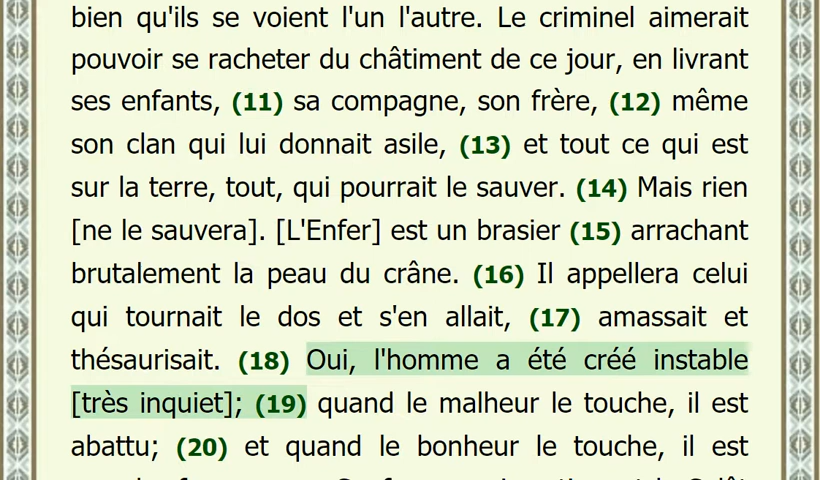 bien qu'ils se voient l'un l'autre. Le criminel aimerait
pouvoir se racheter du châtiment de ce jour, en livrant
ses enfants, (11) sa compagne, son frère, (12) même
son clan qui lui donnait asile, (13) et tout ce qui est
sur la terre, tout, qui pourrait le sauver. (14) Mais rien
[ne le sauvera]. [L'Enfer] est un brasier (15) arrachant
brutalement la peau du crâne. (16) Il appellera celui
qui tournait le dos et s'en allait, (17) amassait et
thésaurisait. (18) Oui, l'homme a été créé instable
[très inquiet]; (19) quand le malheur le touche, il est
abattu; (20) et quand le bonheur le touche, il est